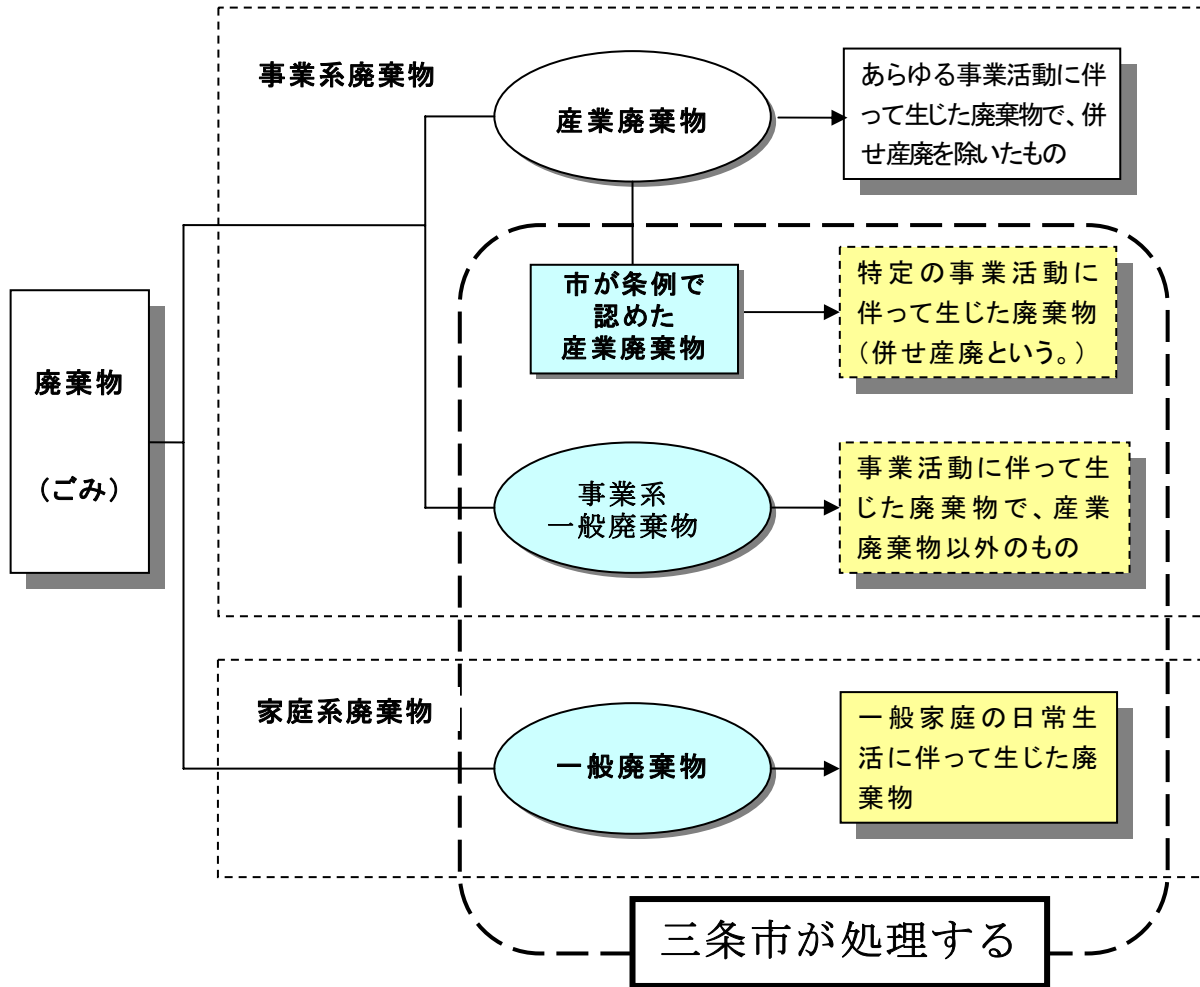 事業系廃棄物
産業廃棄物
あらゆる事業活動に伴
って生じた廃棄物で、併
せ産廃を除いたもの
市が条例で
認めた
産業廃棄物
特定の事業活動に
伴って生じた廃棄物
（併せ産廃という。）
廃棄物
（ごみ）
事業系
一般廃棄物
事業活動に伴って生
じた廃棄物で、産業
廃棄物以外のもの
家庭系廃棄物
一般廃棄物
一般家庭の日常生
活に伴って生じた廃
棄物
三条市が処理する